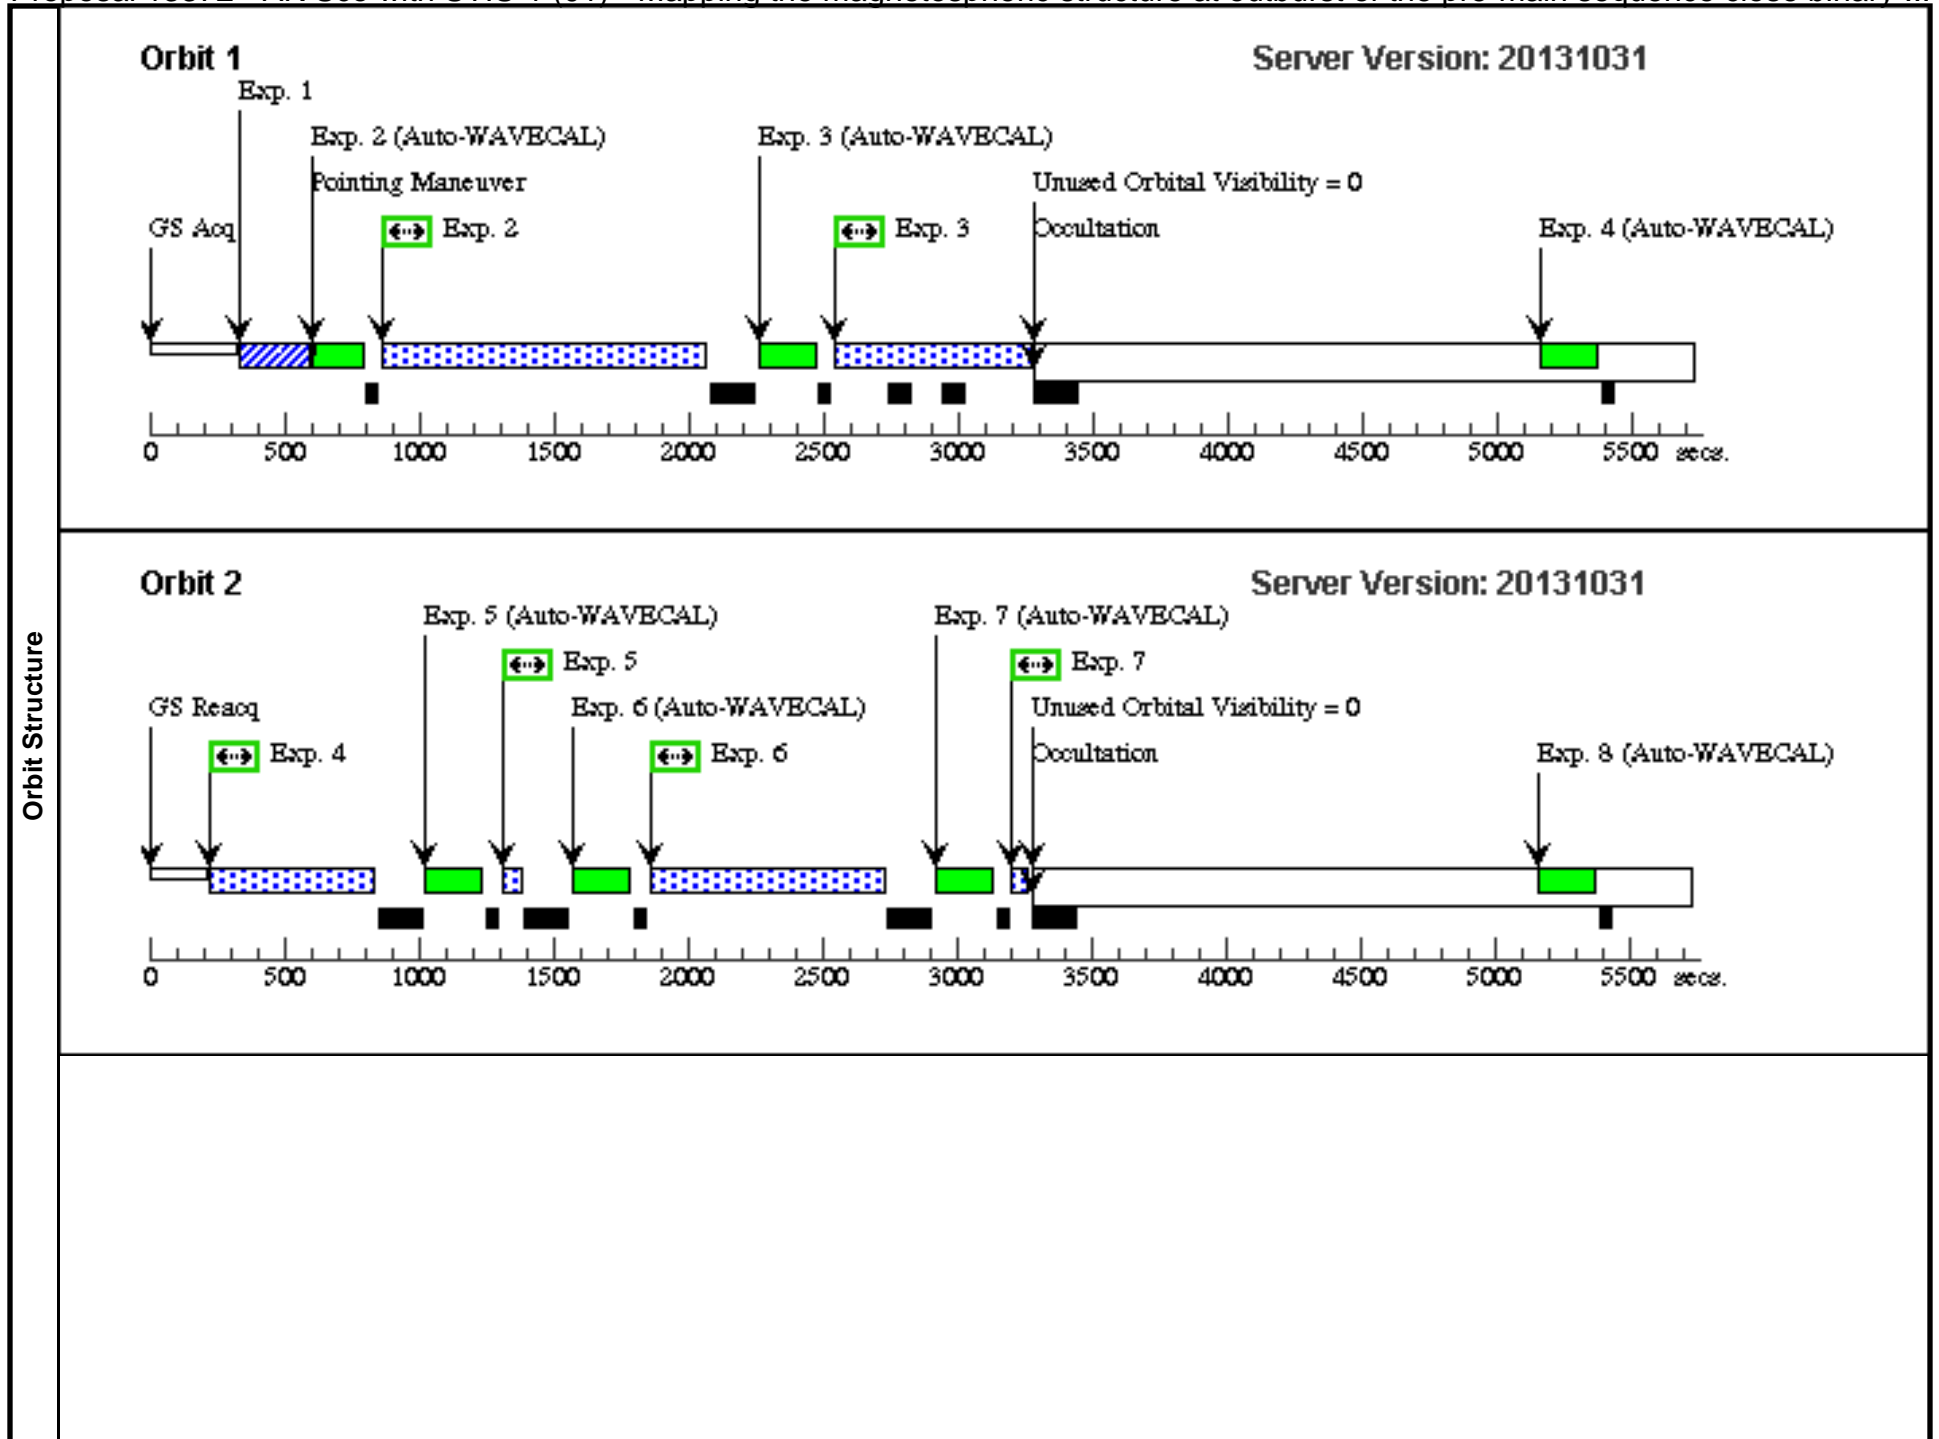 Orbit 1
Server Version: 20131031
Exp. 1
Exp. 2 (Auto-WAVECAL)
Exp. 3 (Auto-WAVECAL)
Pointing Maneuver
Unused Orbital Visibility = 0
GS Acq
Exp. 2
Exp. 3
Occultation
Exp. 4 (Auto-WAVECAL)
0 500 1000 1500 2000 2500 3000 3500 4000 4500 5000 5500 secs.
Orbit Structure
Orbit 2
Server Version: 20131031
Exp. 5 (Auto-WAVECAL)
Exp. 7 (Auto-WAVECAL)
Exp. 5
Exp. 7
GS Reacq
Exp. 6 (Auto-WAVECAL)
Unused Orbital Visibility = 0
Exp. 4
Exp. 6
Occultation
Exp. 8 (Auto-WAVECAL)
0 500 1000 1500 2000 2500 3000 3500 4000 4500 5000 5500 secs.